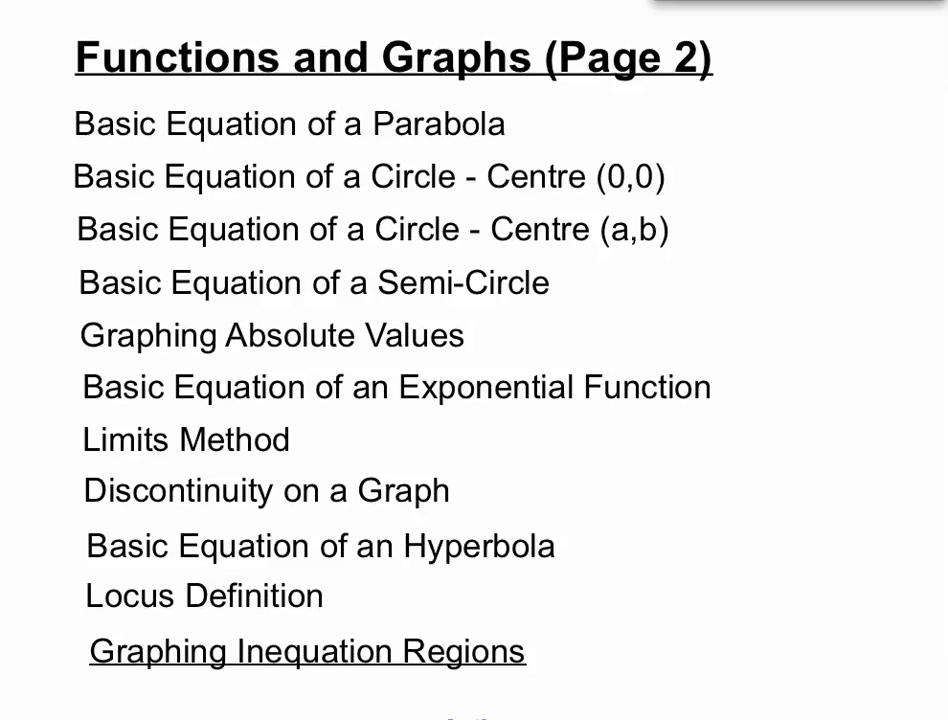 Functions and Graphs (Page 2)
Basic Equation of a Parabola
Basic Equation of a Circle - Centre (0,0)
Basic Equation of a Circle - Centre (a,b)
Basic Equation of a Semi-Circle
Graphing Absolute Values
Basic Equation of an Exponential Function
Limits Method
Discontinuity on a Graph
Basic Equation of an Hyperbola
Locus Definition
Graphing Inequation Regions